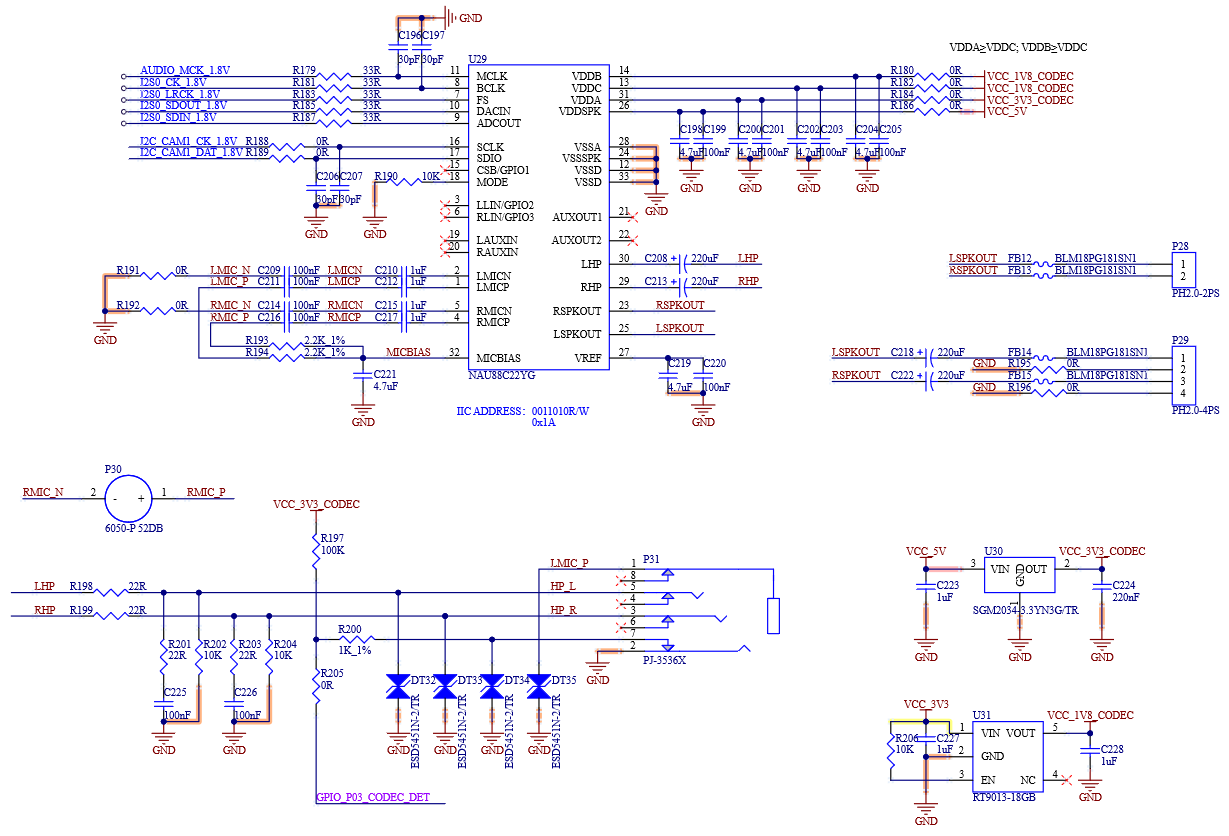 GND
C196 C197
30pF 30pF
VDDA≥VDDC; VDDB≥VDDC
U29
AUDIO_MCK_1.8V R179 33R 11 MCLK VDDB 14 R180 0R VCC_1V8_CODEC
I2S0_CK_1.8V R181 33R 8 BCLK VDDC 13 R182 0R VCC_1V8_CODEC
I2S0_LRCK_1.8V R183 33R 7 FS VDDA 31 R184 0R VCC_3V3_CODEC
I2S0_SDOUT_1.8V R185 33R 10 DACIN VDDSPK 26 R186 0R VCC_5V
I2S0_SDIN_1.8V R187 33R 9 ADCOUT
C198 C199 C200 C201 C202 C203 C204 C205
4.7uF 100nF 4.7uF 100nF 4.7uF 100nF 4.7uF 100nF
GND GND GND GND
I2C_CAM1_CK_1.8V R188 0R 16 SCLK VSSA 28
I2C_CAM1_DAT_1.8V R189 0R 17 SDIO VSSSPK 24
15 CSB/GPIO1 VSSD 12
R190 10K 18 MODE VSSD 33
C206 C207
30pF 30pF
GND GND GND
3 LLIN/GPIO2
6 RLIN/GPIO3 AUXOUT1 21
19 LAUXIN AUXOUT2 22
20 RAUXIN
LHP 30 C208 + 220uF LHP
R191 0R LMIC_N C209 100nF LMICN C210 1uF 2 LMICN
LMIC_P C211 100nF LMICP C212 1uF 1 LMICP RHP 29 C213 + 220uF RHP
R192 0R RMIC_N C214 100nF RMICN C215 1uF 5 RMICN RSPKOUT 23 RSPKOUT
RMIC_P C216 100nF RMICP C217 1uF 4 RMICP LSPKOUT 25 LSPKOUT
GND
R193 2.2K_1%
R194 2.2K_1% MICBIAS 32 MICBIAS VREF 27
C221
4.7uF
GND
NAU88C22YG
C219 C220
4.7uF 100nF
GND
IIC ADDRESS: 0011010R/W
0x1A
P28
LSPKOUT FB12 BLM18PG181SN1 1
RSPKOUT FB13 BLM18PG181SN1 2
PH2.0-2PS
P29
LSPKOUT C218 + 220uF FB14 BLM18PG181SN1 1
GND R195 0R 2
RSPKOUT C222 + 220uF FB15 BLM18PG181SN1 3
GND R196 0R 4
PH2.0-4PS
P30
RMIC_N 2 - + 1 RMIC_P
6050-P 52DB
VCC_3V3_CODEC
R197
100K
LHP R198 22R
RHP R199 22R
R201
22R
R202
10K
R203
22R
R204
10K
C225
100nF
C226
100nF
GND GND
R200
1K_1%
R205
0R
GPIO_P03_CODEC_DET
LMIC_P 1 P31
8
HP_L 5
4
HP_R 3
6
7
2
PJ-3536X
GND
DT32 DT33 DT34 DT35
ESD5451N-2/TR ESD5451N-2/TR ESD5451N-2/TR ESD5451N-2/TR
GND GND GND GND
VCC_5V U30 VCC_3V3_CODEC
3 VIN OUT 2
GND
1
C223
1uF
SGM2034-3.3YN3G/TR
C224
220nF
GND GND GND
VCC_3V3 U31 VCC_1V8_CODEC
1 VIN VOUT 5
R206
10K
C227
1uF
2 GND
3 EN NC 4
C228
1uF
RT9013-18GB
GND GND